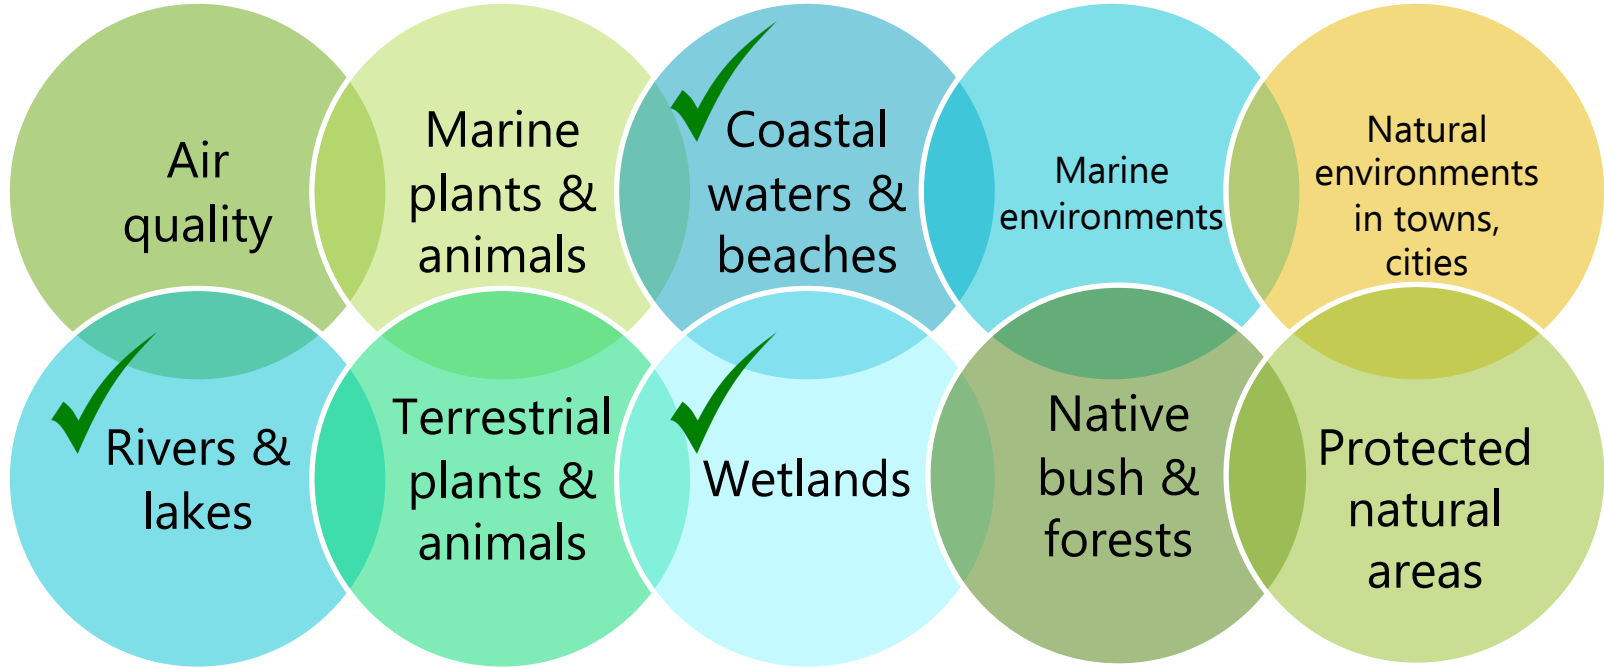 Air
quality
Marine
plants &
animals
Coastal
waters &
beaches
Marine
environments
Natural
environments
in towns,
cities
Rivers &
lakes
Terrestrial
plants &
animals
Wetlands
Native
bush &
forests
Protected
natural
areas